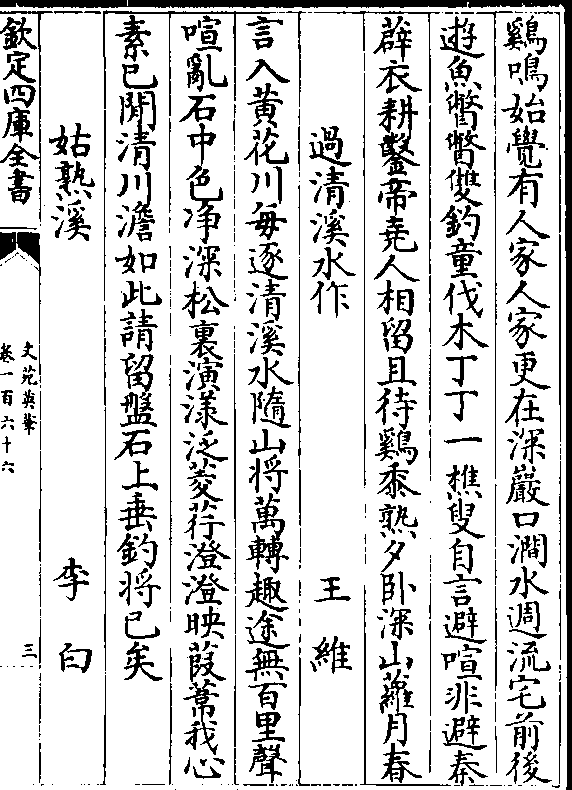 鷄鳴始覺有人家人家更在深巖口澗水週流宅前後
逰魚瞥瞥雙釣童伐木丁丁一樵叟自言避喧非避秦
薜衣耕鑿帝堯人相留且待鷄黍熟夕卧深山蘿月春
過清溪水作 王維
言入黄花川毎逐清溪水隨山將萬轉趣途無百里聲
喧亂石中色净深松裏演漾泛菱荇澄澄映葭葦我心
素已閒清川澹如此請留盤石上垂釣將已矣
姑熟溪 李白
欽定四庫全書
文苑英華
卷一百六十六
三